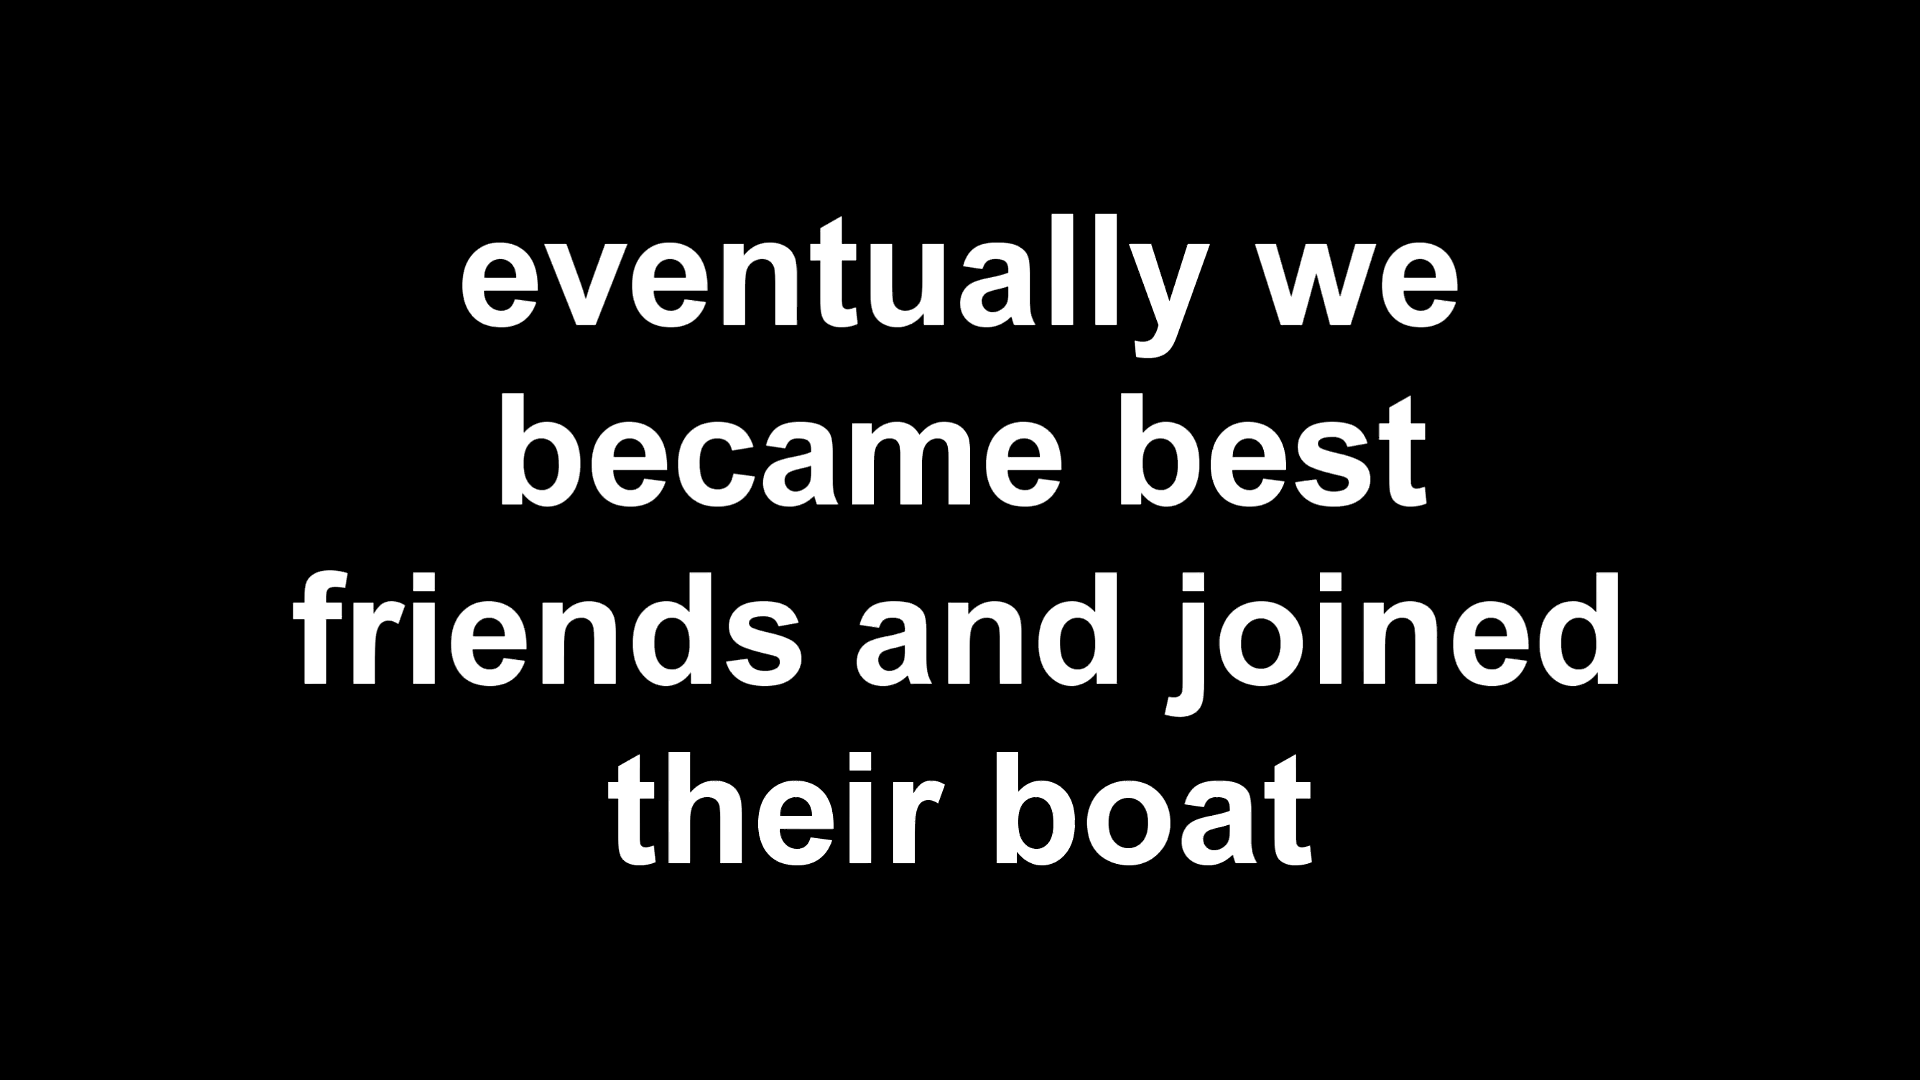 eventually we
became best
friends and joined
their boat